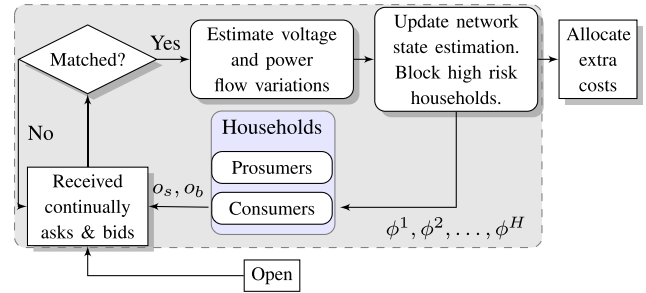 Matched?
Yes
Estimate voltage
and power
flow variations
Update network
state estimation.
Block high risk
households.
Allocate
extra
costs
No
Households
Prosumers
Consumers
Received
continually
asks & bids
o_s, o_b
ϕ^1, ϕ^2, . . . , ϕ^H
Open